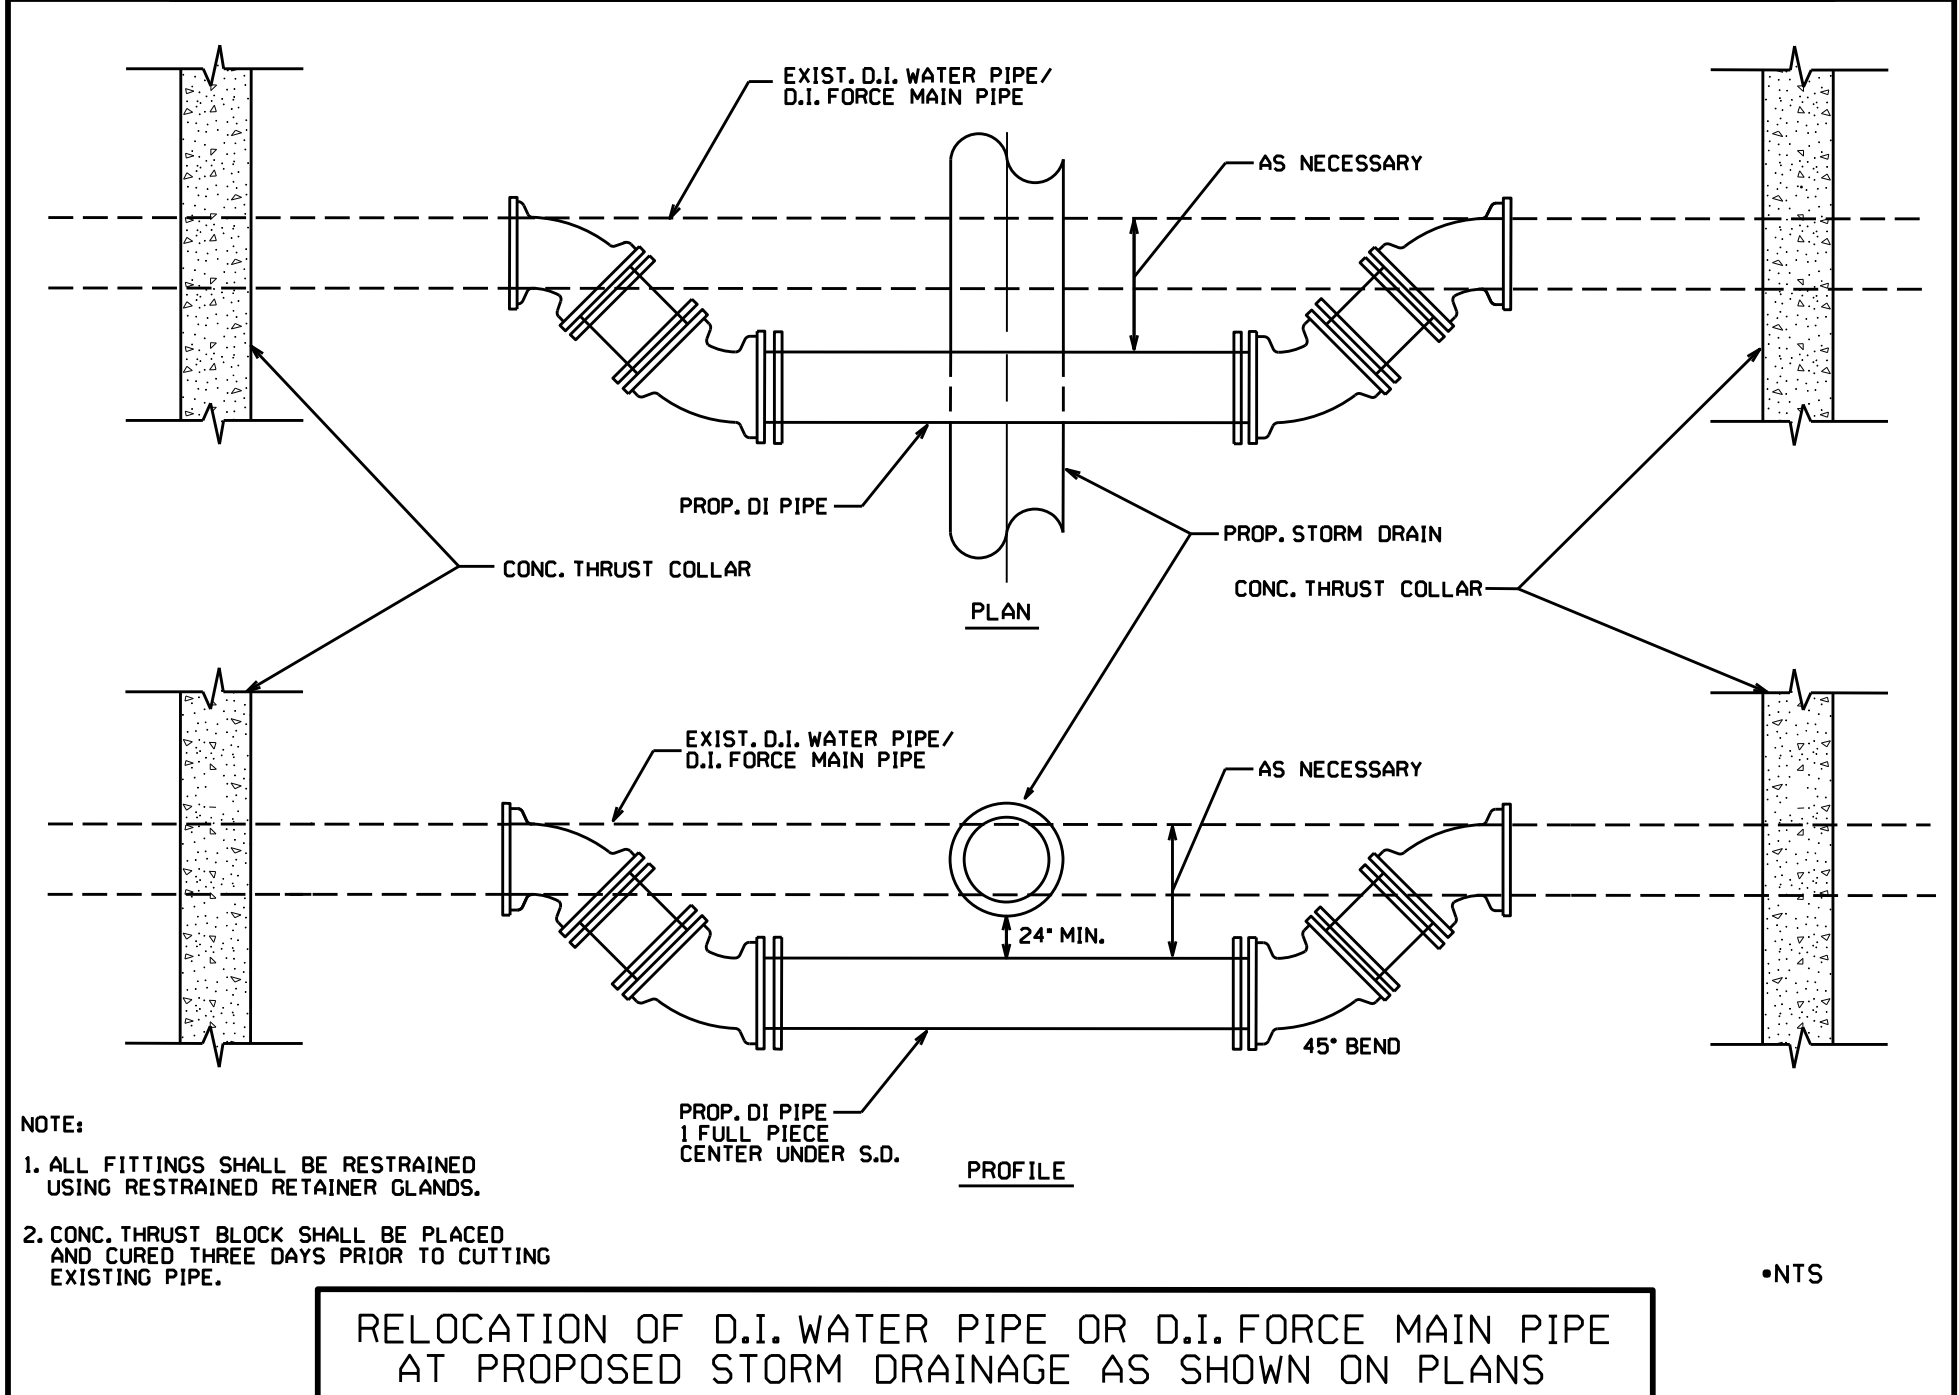 EXIST. D.I. WATER PIPE/
D.I. FORCE MAIN PIPE
AS NECESSARY
PROP. DI PIPE
PROP. STORM DRAIN
CONC. THRUST COLLAR
CONC. THRUST COLLAR
PLAN
EXIST. D.I. WATER PIPE/
D.I. FORCE MAIN PIPE
AS NECESSARY
24" MIN.
45° BEND
PROP. DI PIPE
1 FULL PIECE
CENTER UNDER S.D.
PROFILE
NOTE:
1. ALL FITTINGS SHALL BE RESTRAINED
USING RESTRAINED RETAINER GLANDS.
2. CONC. THRUST BLOCK SHALL BE PLACED
AND CURED THREE DAYS PRIOR TO CUTTING
EXISTING PIPE.
•NTS
RELOCATION OF D.I. WATER PIPE OR D.I. FORCE MAIN PIPE
AT PROPOSED STORM DRAINAGE AS SHOWN ON PLANS